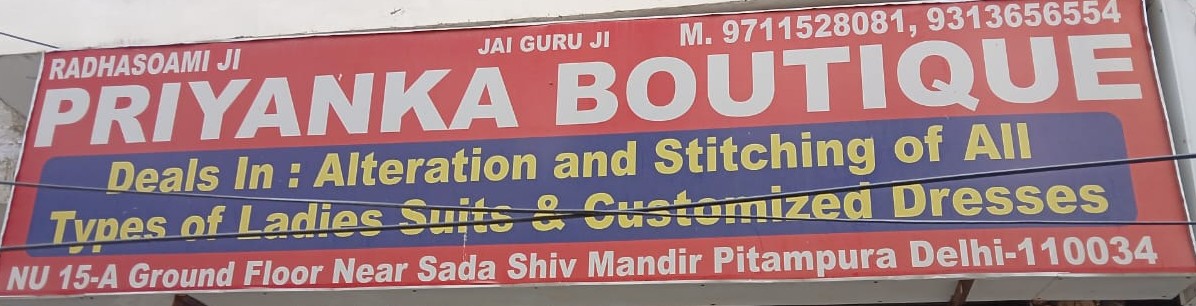 RADHASOAMI JI JAI GURU JI M. 9711528081, 9313656554
PRIYANKA BOUTIQUE
Deals In : Alteration and Stitching of All
Types of Ladies Suits & Customized Dresses
NU 15-A Ground Floor Near Sada Shiv Mandir Pitampura Delhi-110034